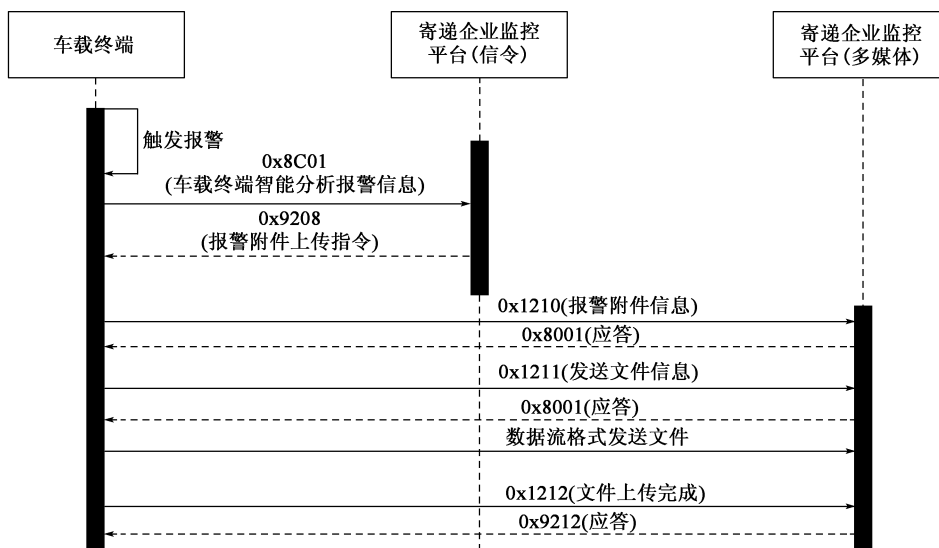 车载终端
寄递企业监控
平台(信令)
寄递企业监控
平台(多媒体)
触发报警
0x8C01
(车载终端智能分析报警信息)
0x9208
(报警附件上传指令)
0x1210(报警附件信息)
0x8001(应答)
0x1211(发送文件信息)
0x8001(应答)
数据流格式发送文件
0x1212(文件上传完成)
0x9212(应答)